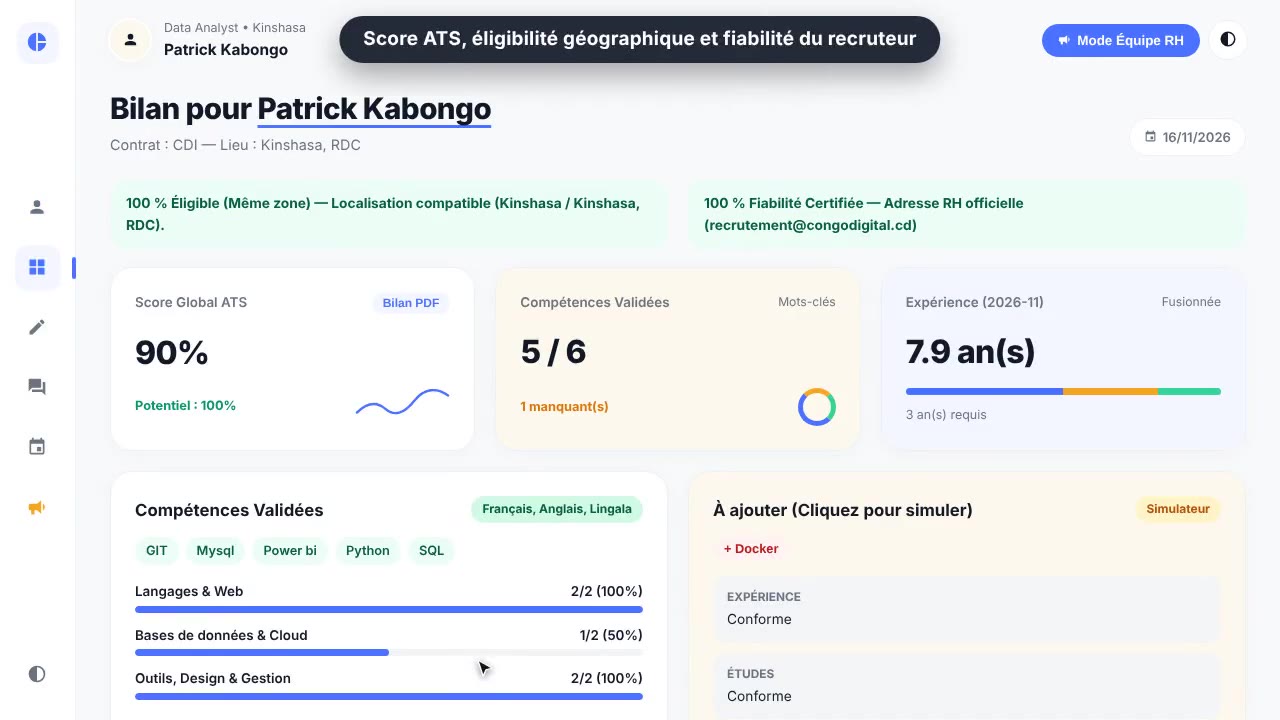 Data Analyst • Kinshasa
Patrick Kabongo
Score ATS, éligibilité géographique et fiabilité du recruteur
Mode Équipe RH
Bilan pour Patrick Kabongo
Contrat : CDI — Lieu : Kinshasa, RDC
16/11/2026
100 % Éligible (Même zone) — Localisation compatible (Kinshasa / Kinshasa,
RDC).
100 % Fiabilité Certifiée — Adresse RH officielle
(recrutement@congodigital.cd)
Score Global ATS
Bilan PDF
90%
Potentiel : 100%
Compétences Validées
Mots-clés
5 / 6
1 manquant(s)
Expérience (2026-11)
Fusionnée
7.9 an(s)
3 an(s) requis
Compétences Validées
Français, Anglais, Lingala
GIT
Mysql
Power bi
Python
SQL
Langages & Web
2/2 (100%)
Bases de données & Cloud
1/2 (50%)
Outils, Design & Gestion
2/2 (100%)
À ajouter (Cliquez pour simuler)
Simulateur
+ Docker
EXPÉRIENCE
Conforme
ÉTUDES
Conforme